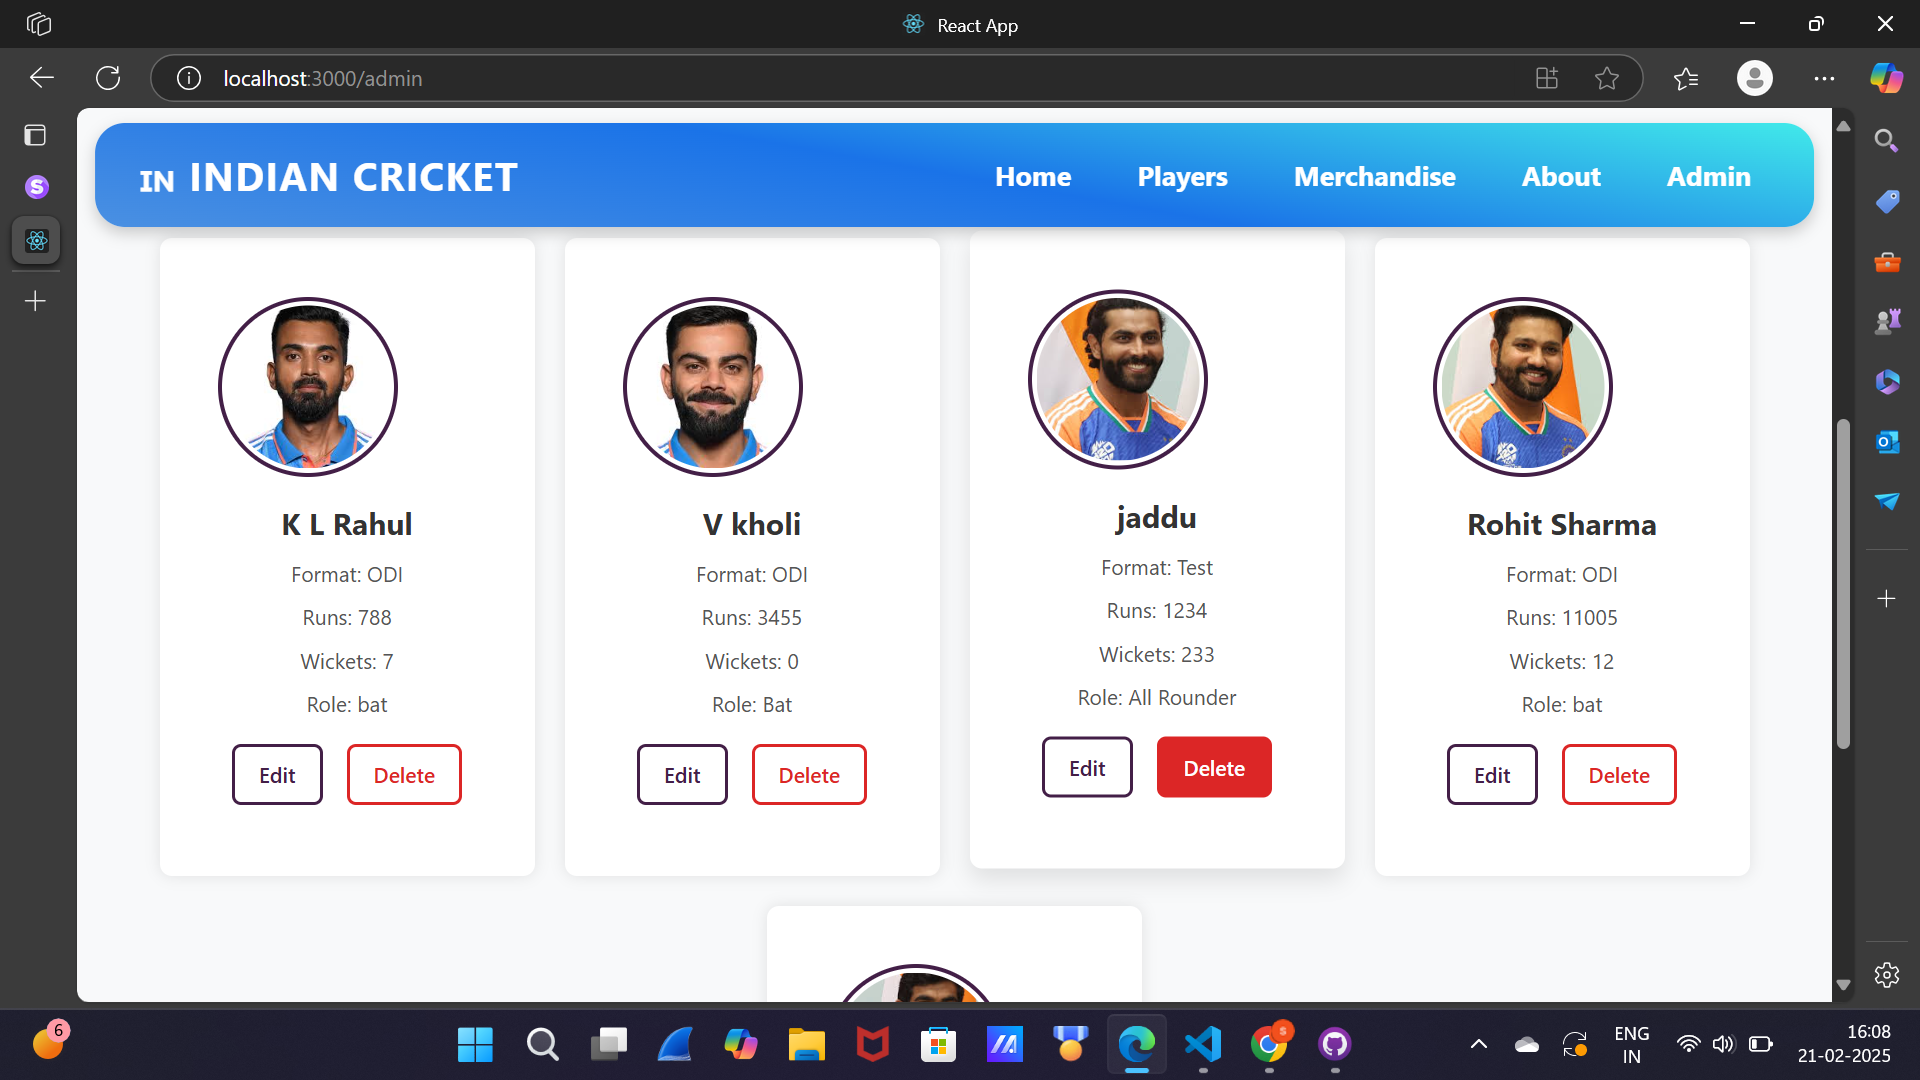 React App
localhost:3000/admin
IN INDIAN CRICKET
Home
Players
Merchandise
About
Admin
K L Rahul
Format: ODI
Runs: 788
Wickets: 7
Role: bat
Edit
Delete
V kholi
Format: ODI
Runs: 3455
Wickets: 0
Role: Bat
Edit
Delete
jaddu
Format: Test
Runs: 1234
Wickets: 233
Role: All Rounder
Edit
Delete
Rohit Sharma
Format: ODI
Runs: 11005
Wickets: 12
Role: bat
Edit
Delete
6
ENG
IN
16:08
21-02-2025